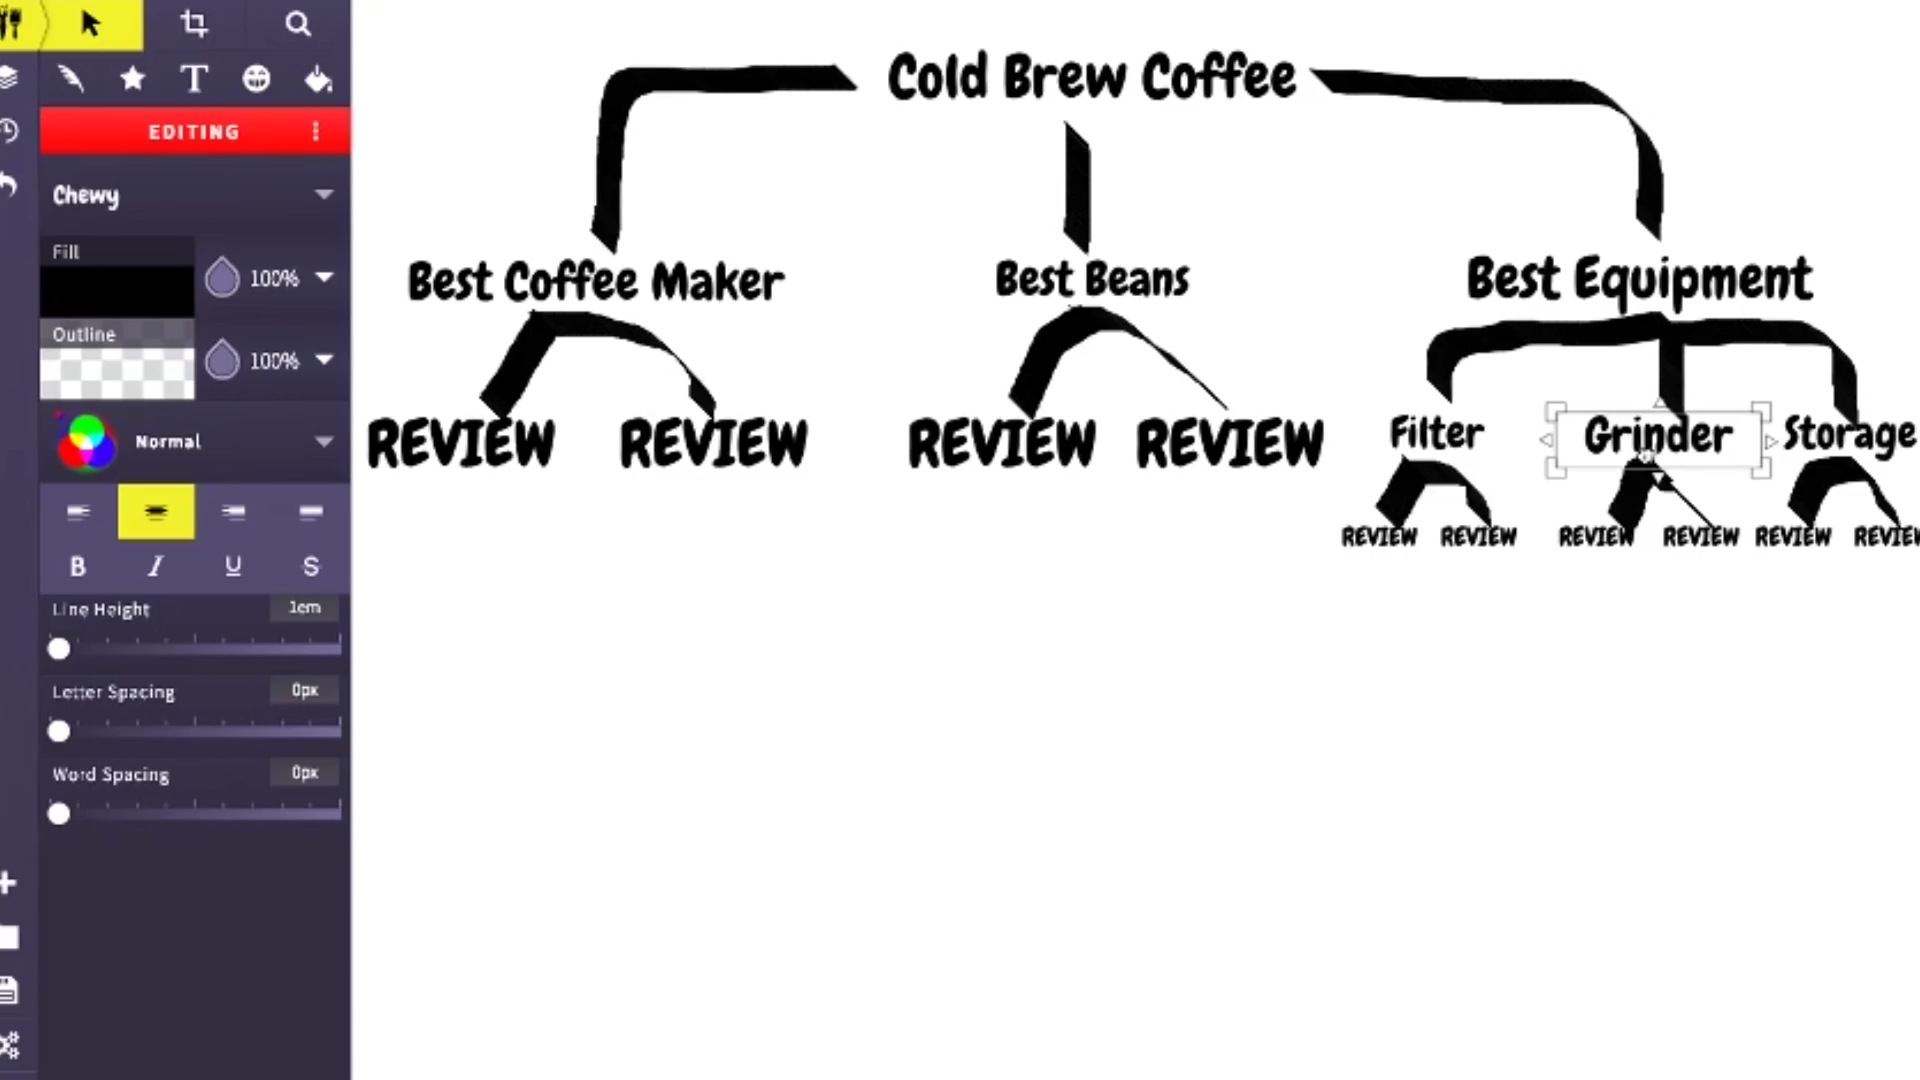 EDITING
Chewy
Fill
100%
Outline
100%
Normal
B I U S
Line Height 1em
Letter Spacing 0px
Word Spacing 0px
Cold Brew Coffee
Best Coffee Maker
Best Beans
Best Equipment
REVIEW REVIEW
REVIEW REVIEW
Filter Grinder Storage
REVIEW REVIEW
REVIEW REVIEW
REVIEW REVIEW